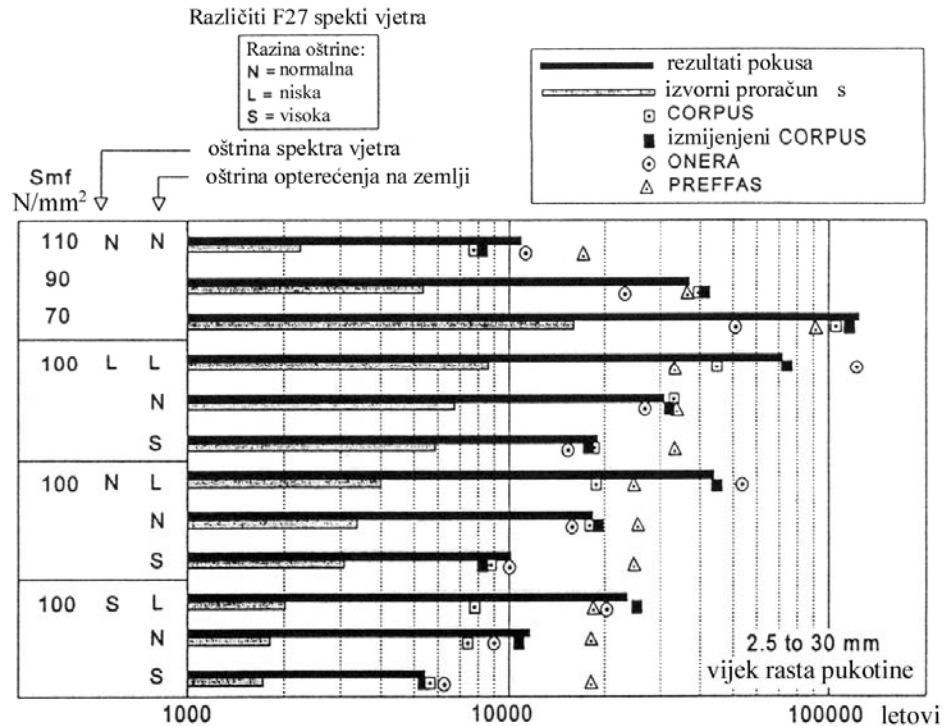 Različiti F27 spekti vjetra
Razina oštrine:
N = normalna
L = niska
S = visoka
rezultati pokusa
izvorni proračun s
CORPUS
izmijenjeni CORPUS
ONERA
PREFFAS
oštrina spektra vjetra
Smf
oštrina opterećenja na zemlji
N/mm²
110 N N
90
70
100 L L
N
S
100 N L
N
S
100 S L
N
S
2.5 to 30 mm
vijek rasta pukotine
1000 10000 100000 letovi